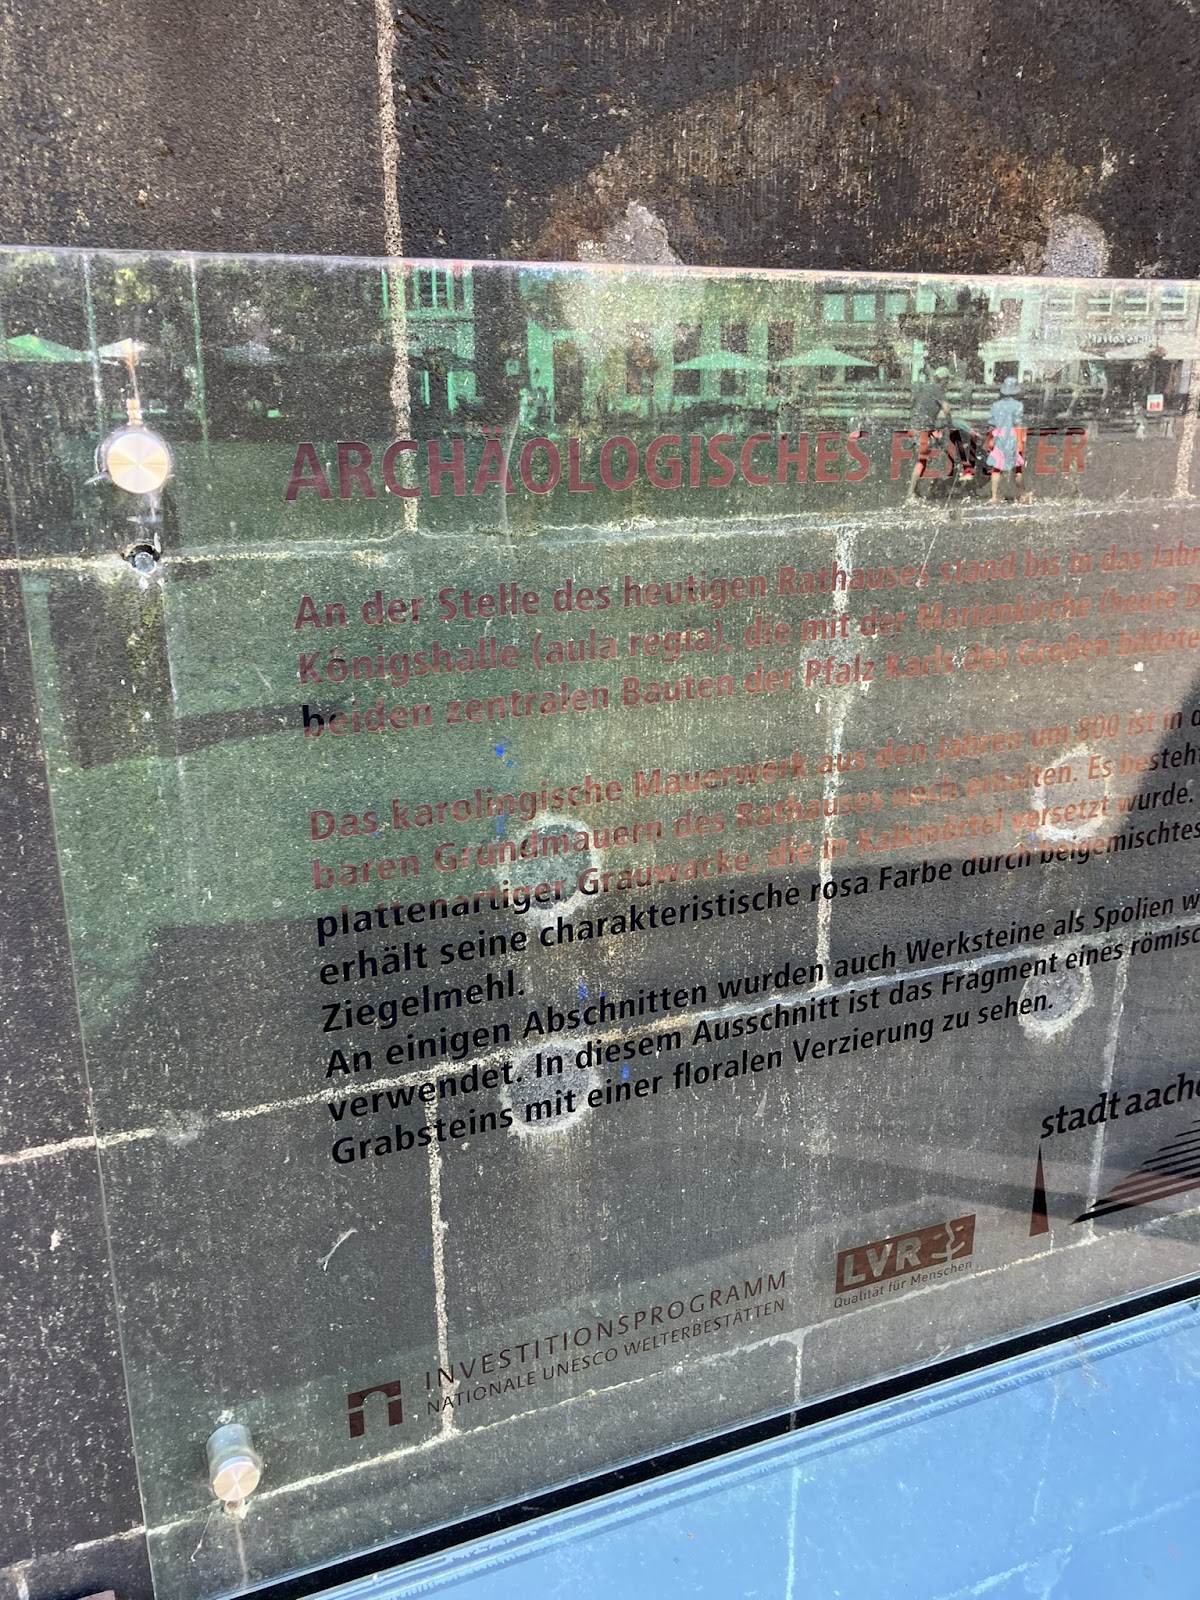 ARCHÄOLOGISCHES FENSTER
An der Stelle des heutigen Rathauses stand bis in das Jahr
Königshalle (aula regia), die mit der Marienkirche (heute
beiden zentralen Bauten der Pfalz Karls des Großen bildete
Das karolingische Mauerwerk aus den Jahren um 800 ist in
baren Grundmauern des Rathauses noch erhalten. Es besteht
plattenartiger Grauwacke, die in Kalkmörtel versetzt wurde.
erhält seine charakteristische rosa Farbe durch beigemischtes
Ziegelmehl.
An einigen Abschnitten wurden auch Werksteine als Spolien w
verwendet. In diesem Ausschnitt ist das Fragment eines römisc
Grabsteins mit einer floralen Verzierung zu sehen.
stadt aache
LVR
Qualität für Menschen
INVESTITIONSPROGRAMM
NATIONALE UNESCO WELTERBESTÄTTEN